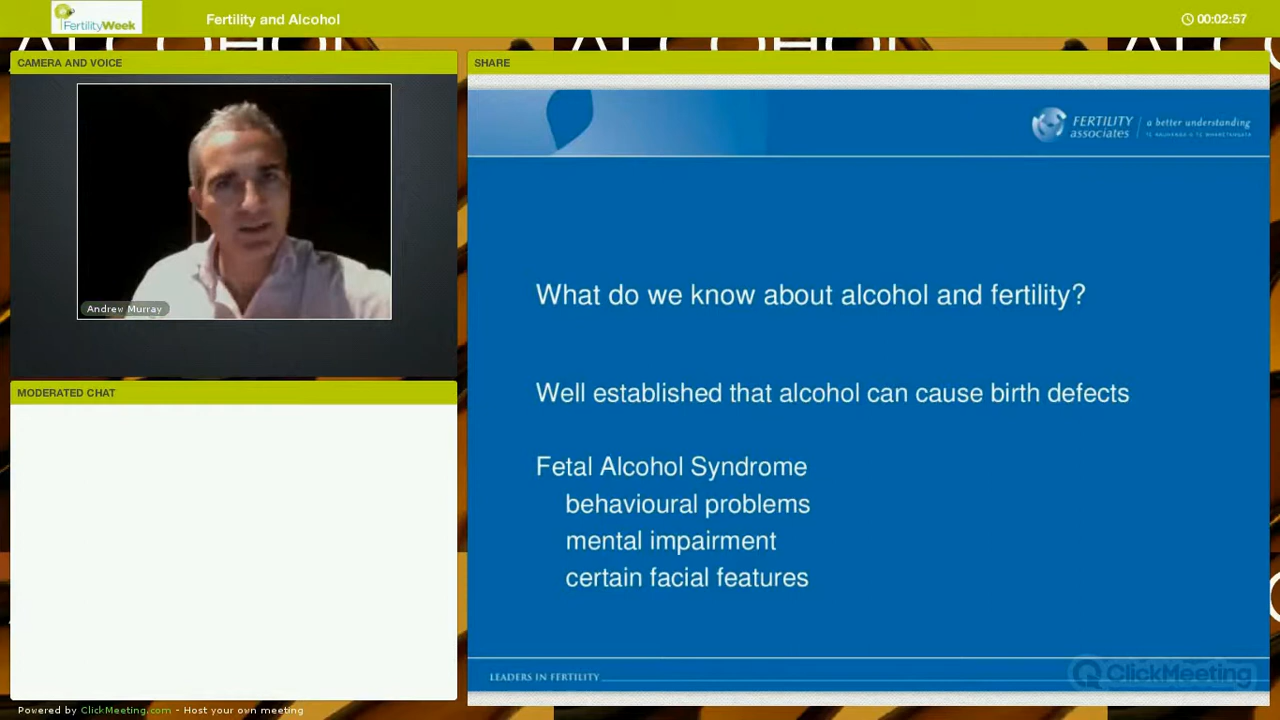 FertilityWeek
Fertility and Alcohol
00:02:57
ALCOHOL
ALCOHOL
CAMERA AND VOICE
SHARE
Andrew Murray
FERTILITY
associates
a better understanding
What do we know about alcohol and fertility?
Well established that alcohol can cause birth defects
Fetal Alcohol Syndrome
behavioural problems
mental impairment
certain facial features
LEADERS IN FERTILITY
ClickMeeting
MODERATED CHAT
Powered by ClickMeeting.com - Host your own meeting